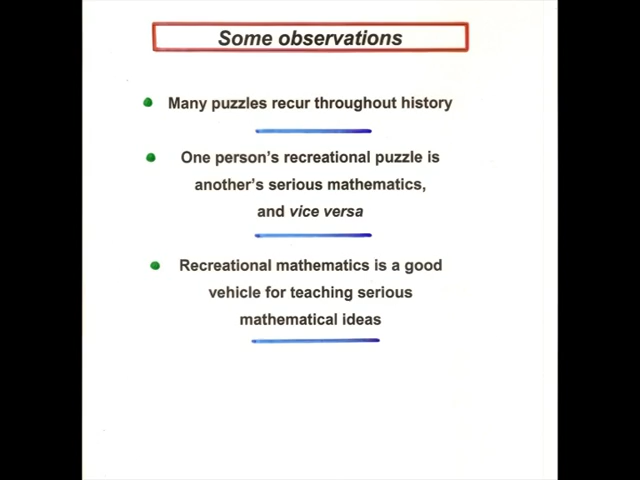 Some observations
Many puzzles recur throughout history
One person's recreational puzzle is
another's serious mathematics,
and vice versa
Recreational mathematics is a good
vehicle for teaching serious
mathematical ideas